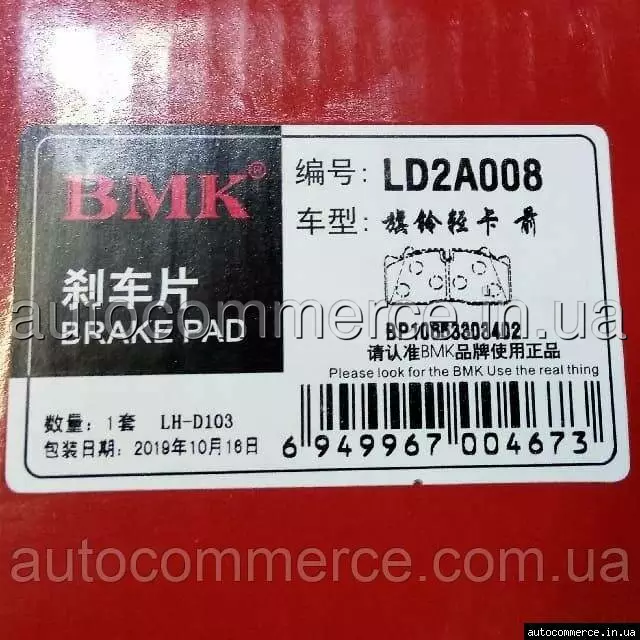 BMK®
刹车片
BRAKE PAD
编号: LD2A008
车型: 旗铃轻卡 前
请认准BMK品牌使用正品
Please look for the BMK Use the real thing
数量: 1套 LH-D103
包装日期: 2019年10月16日
6 949967 004673
autocommerce.in.ua
autocommerce.in.ua
autocommerce.in.ua